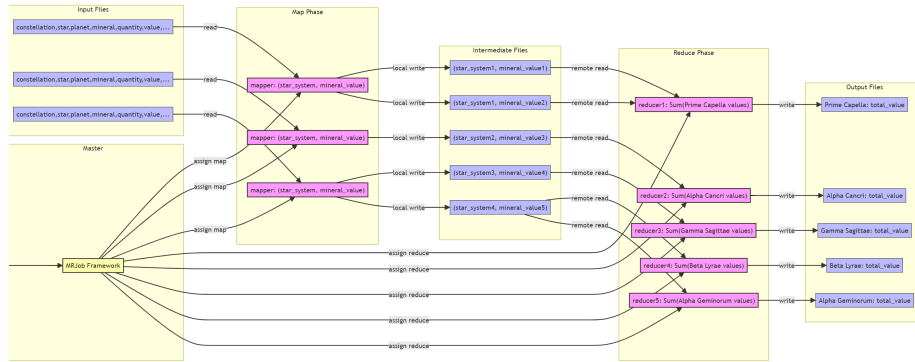 Input Files
constellation,star,planet,mineral,quantity,value,...
constellation,star,planet,mineral,quantity,value,...
constellation,star,planet,mineral,quantity,value,...
read
read
read
Map Phase
mapper: (star_system, mineral_value)
mapper: (star_system, mineral_value)
mapper: (star_system, mineral_value)
local write
local write
local write
local write
local write
Intermediate Files
(star_system1, mineral_value1)
(star_system1, mineral_value2)
(star_system2, mineral_value3)
(star_system3, mineral_value4)
(star_system4, mineral_value5)
remote read
remote read
remote read
remote read
remote read
remote read
Reduce Phase
reducer1: Sum(Prime Capella values)
reducer2: Sum(Alpha Cancri values)
reducer3: Sum(Gamma Sagittae values)
reducer4: Sum(Beta Lyrae values)
reducer5: Sum(Alpha Geminorum values)
write
write
write
write
write
Output Files
Prime Capella: total_value
Alpha Cancri: total_value
Gamma Sagittae: total_value
Beta Lyrae: total_value
Alpha Geminorum: total_value
Master
MRJob Framework
assign map
assign map
assign map
assign reduce
assign reduce
assign reduce
assign reduce
assign reduce